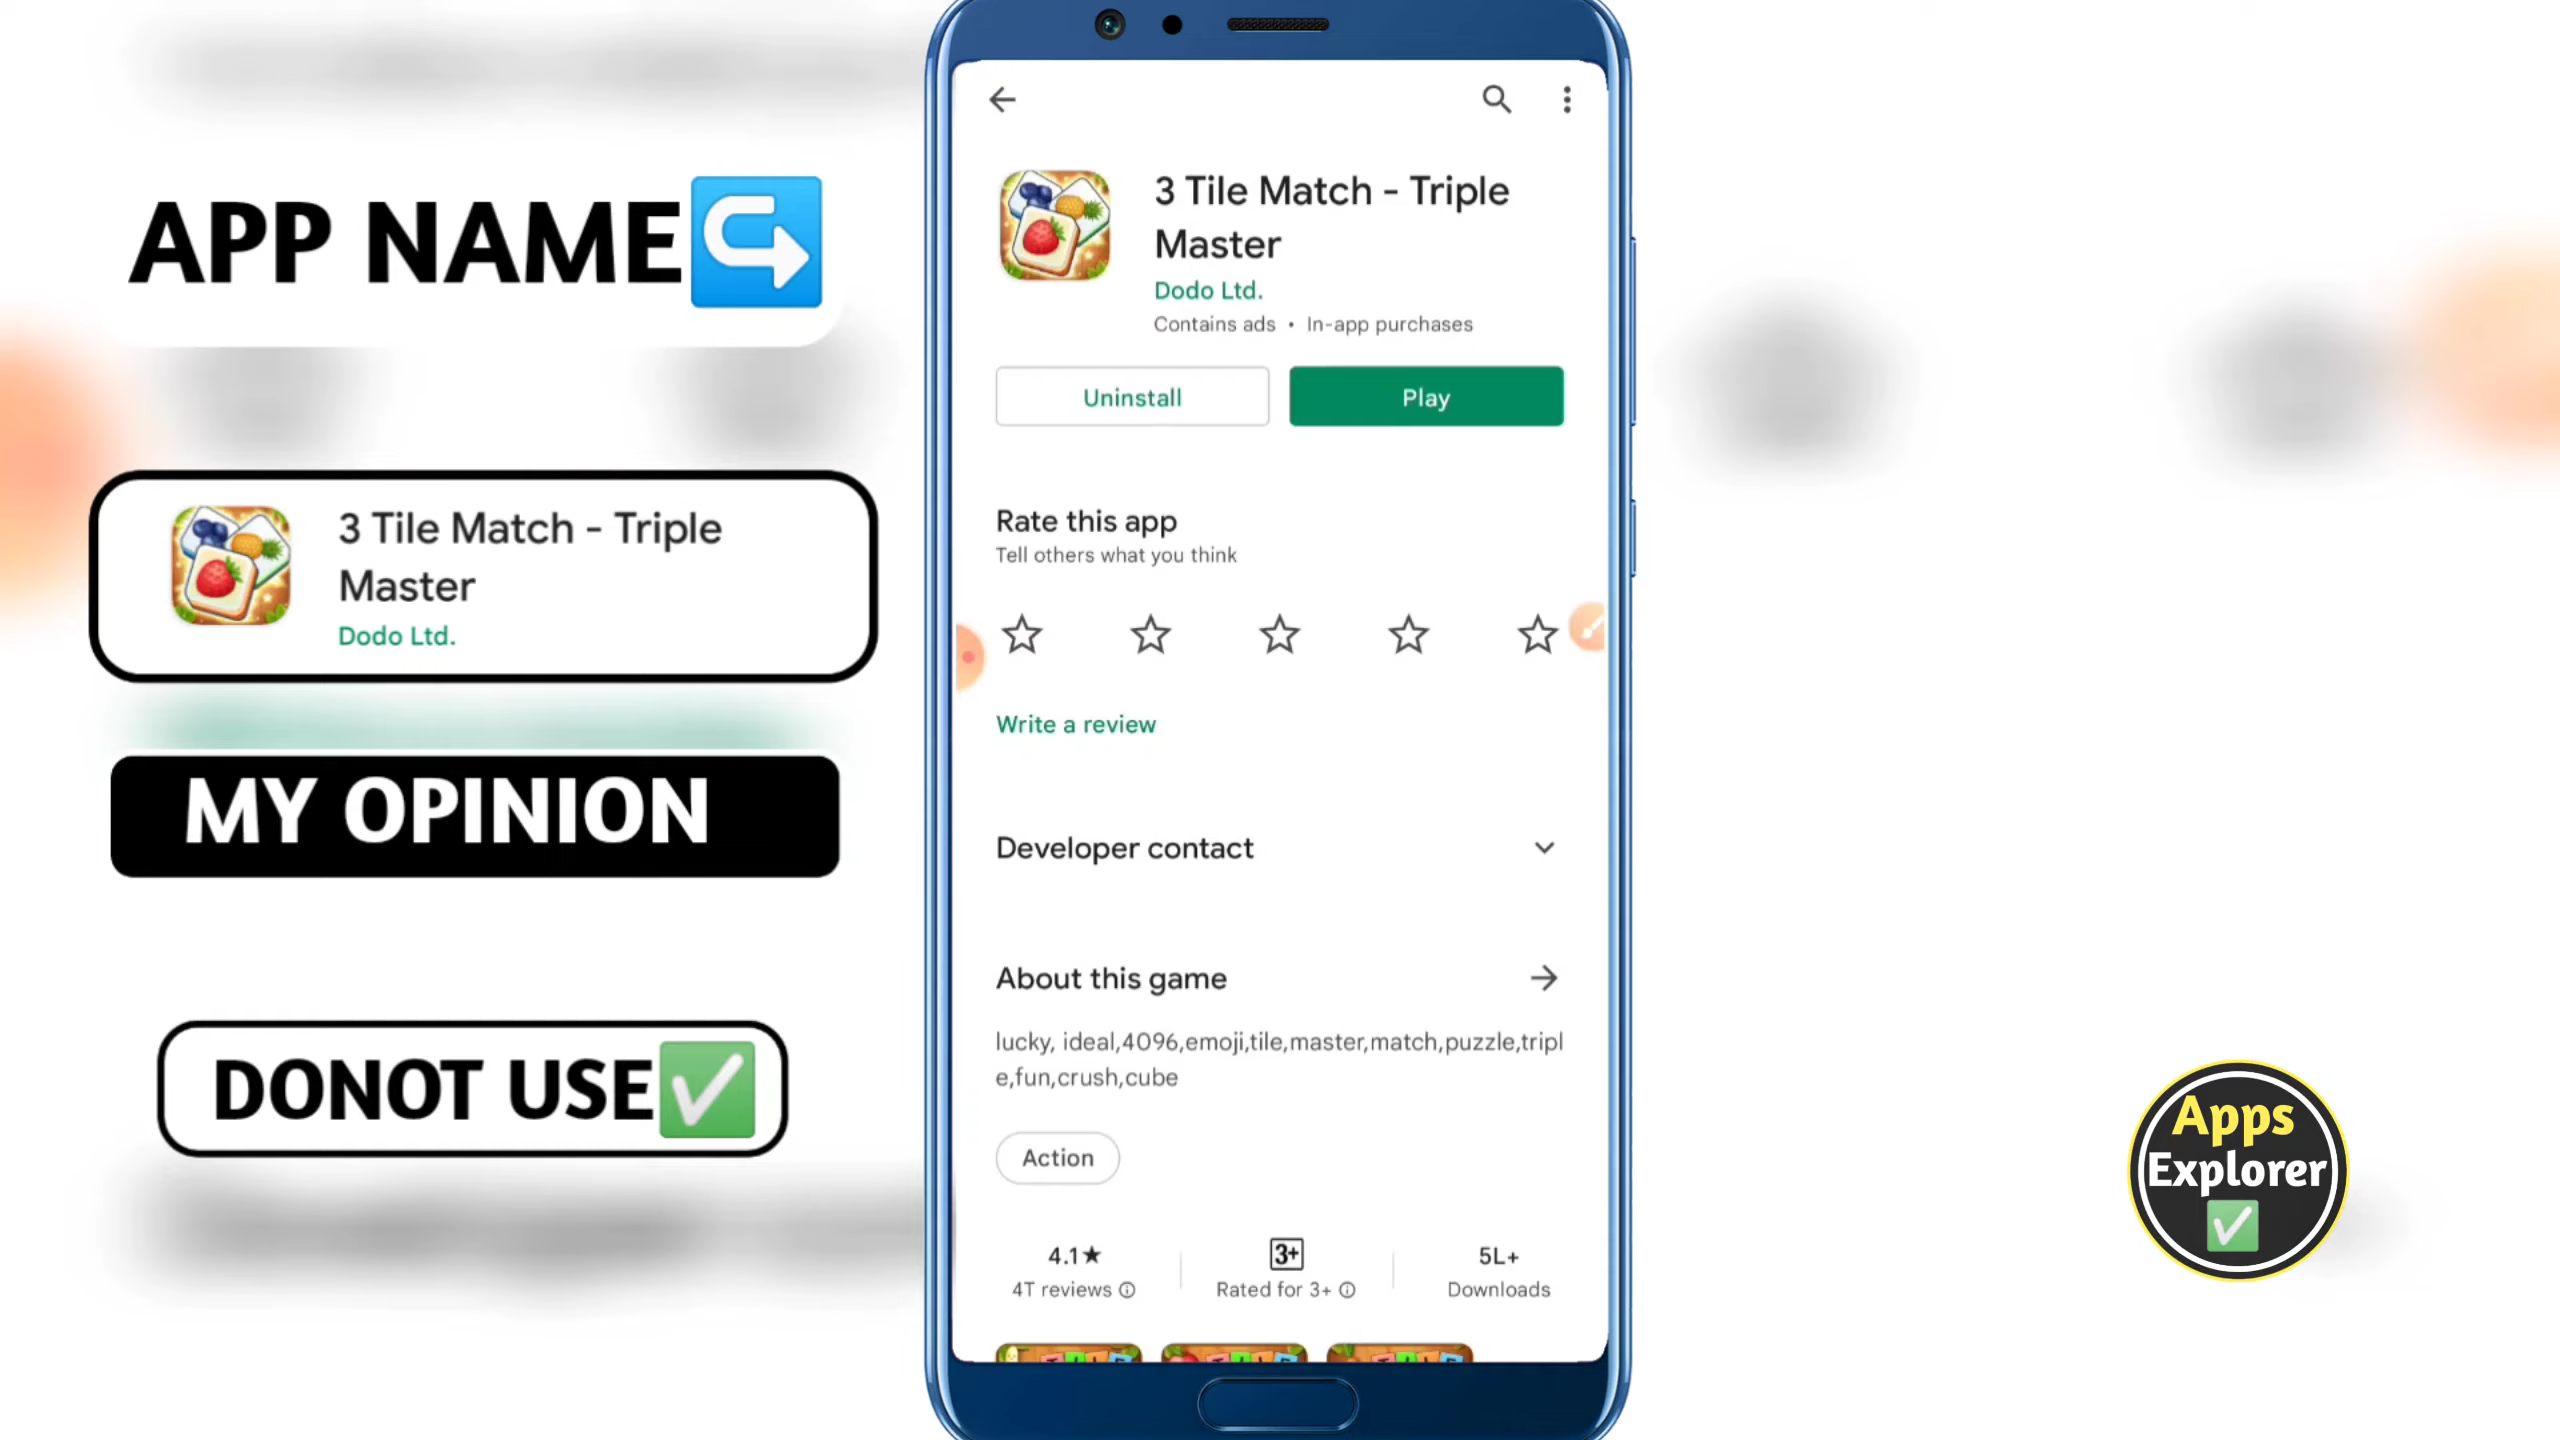 APP NAME
3 Tile Match - Triple
Master
Dodo Ltd.
MY OPINION
DONOT USE
3 Tile Match - Triple
Master
Dodo Ltd.
Contains ads • In-app purchases
Uninstall
Play
Rate this app
Tell others what you think
Write a review
Developer contact
About this game
lucky, ideal,4096,emoji,tile,master,match,puzzle,tripl
e,fun,crush,cube
Action
4.1★
4T reviews
3+
Rated for 3+
5L+
Downloads
Apps
Explorer